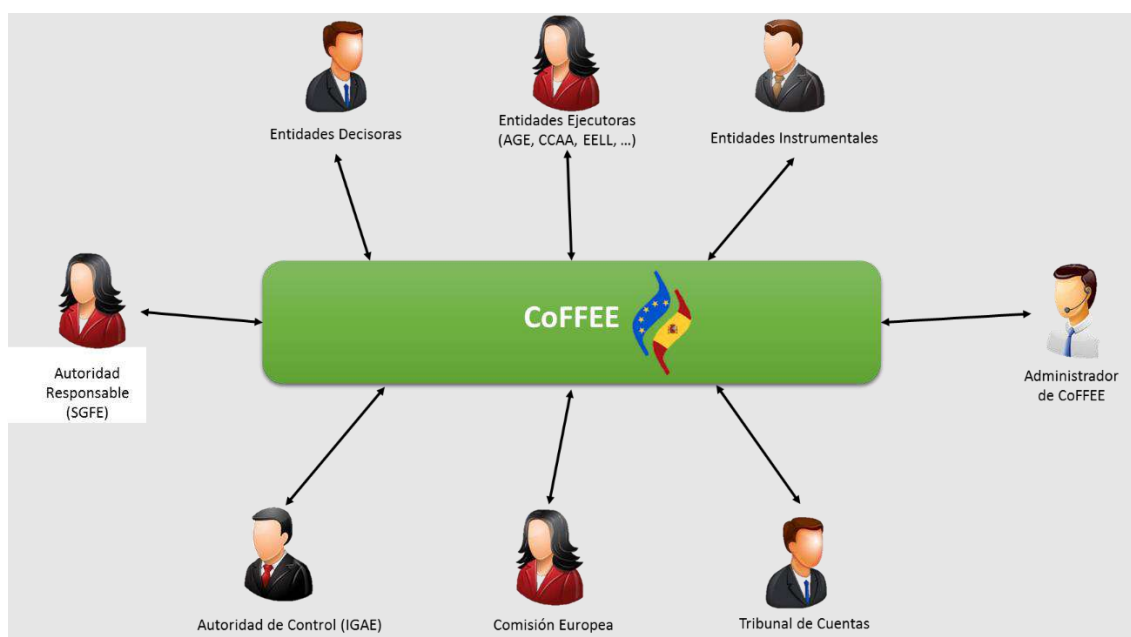 Entidades Decisoras
Entidades Ejecutoras
(AGE, CCAA, EELL, ...)
Entidades Instrumentales
CoFFEE
Autoridad
Responsable
(SGFE)
Administrador
de CoFFEE
Autoridad de Control (IGAE)
Comisión Europea
Tribunal de Cuentas